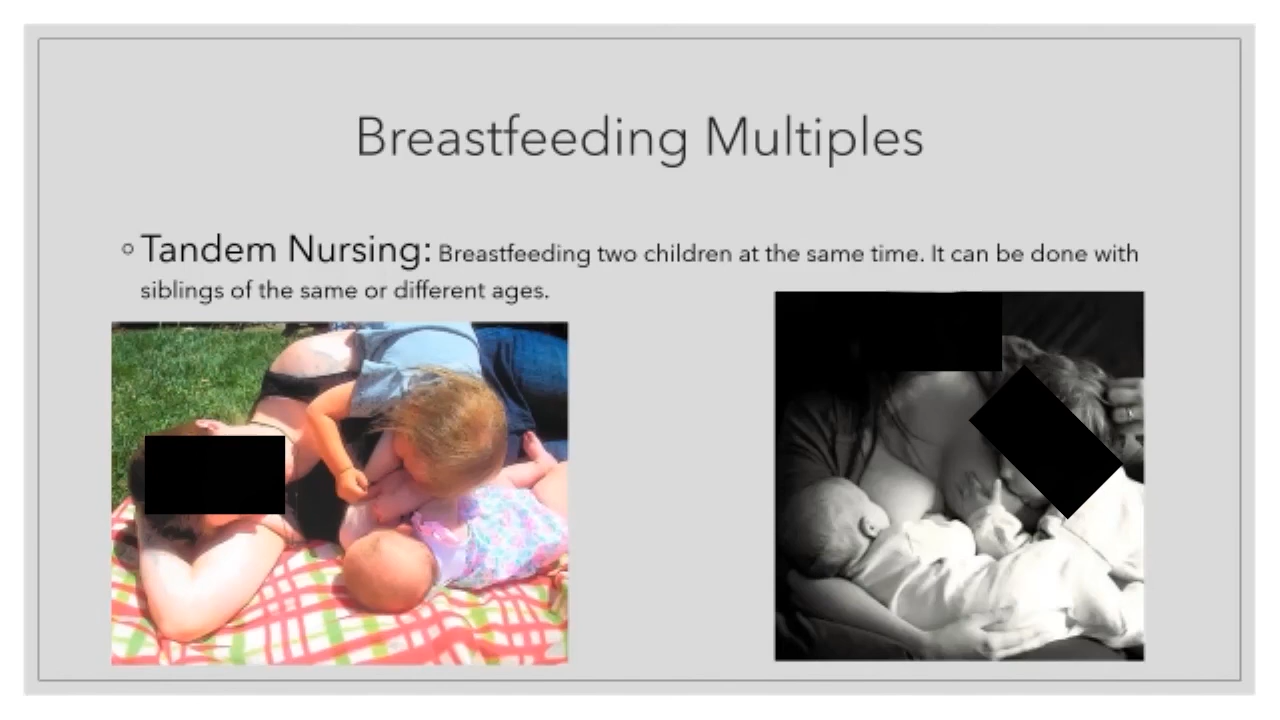 Breastfeeding Multiples
Tandem Nursing: Breastfeeding two children at the same time. It can be done with
siblings of the same or different ages.